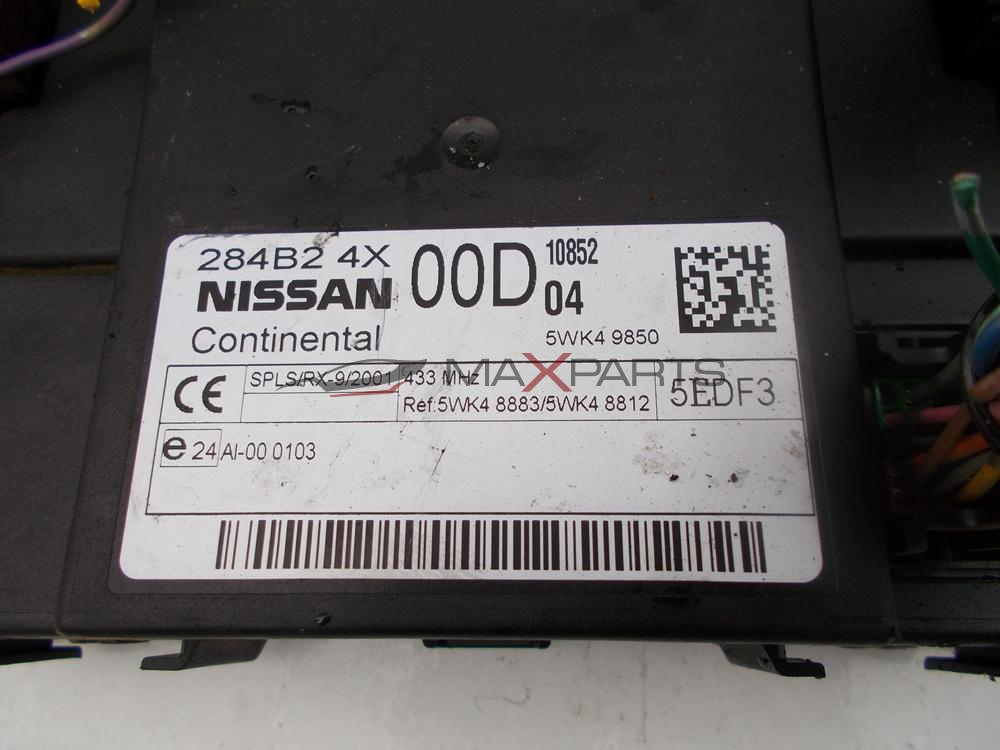 284B2 4X 00D 10852
NISSAN 04
Continental 5WK4 9850
MAXPARTS
CE SPLS/RX-9/2001 433 MHz 5EDF3
Ref:5WK4 8883/5WK4 8812
e 24 AI-00 0103